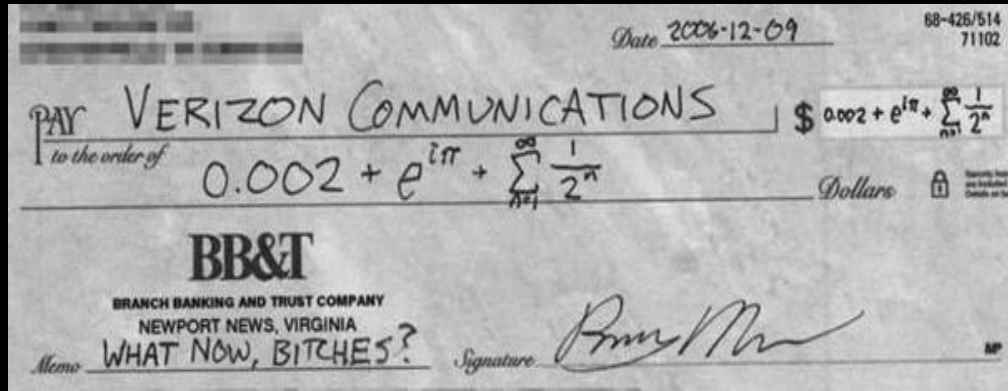 Date 2006-12-09
68-426/514
71102
PAY to the order of VERIZON COMMUNICATIONS $ 0.002 + e^{iπ} + ∑_{n=1}^{∞} 1/2^n
0.002 + e^{iπ} + ∑_{n=1}^{∞} 1/2^n Dollars
BB&T
BRANCH BANKING AND TRUST COMPANY
NEWPORT NEWS, VIRGINIA
Memo WHAT NOW, BITCHES? Signature
MP